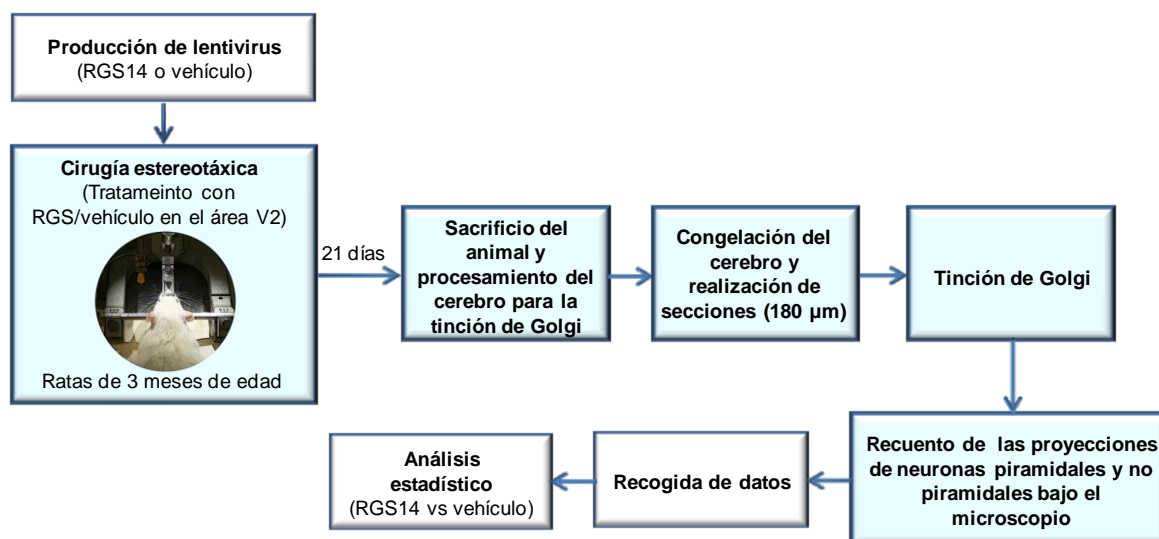 Producción de lentivirus
(RGS14 o vehículo)
Cirugía estereotáxica
(Tratameinto con
RGS/vehículo en el área V2)
Ratas de 3 meses de edad
21 días
Sacrificio del
animal y
procesamiento del
cerebro para la
tinción de Golgi
Congelación del
cerebro y
realización de
secciones (180 µm)
Tinción de Golgi
Recuento de las proyecciones
de neuronas piramidales y no
piramidales bajo el
microscopio
Recogida de datos
Análisis
estadístico
(RGS14 vs vehículo)